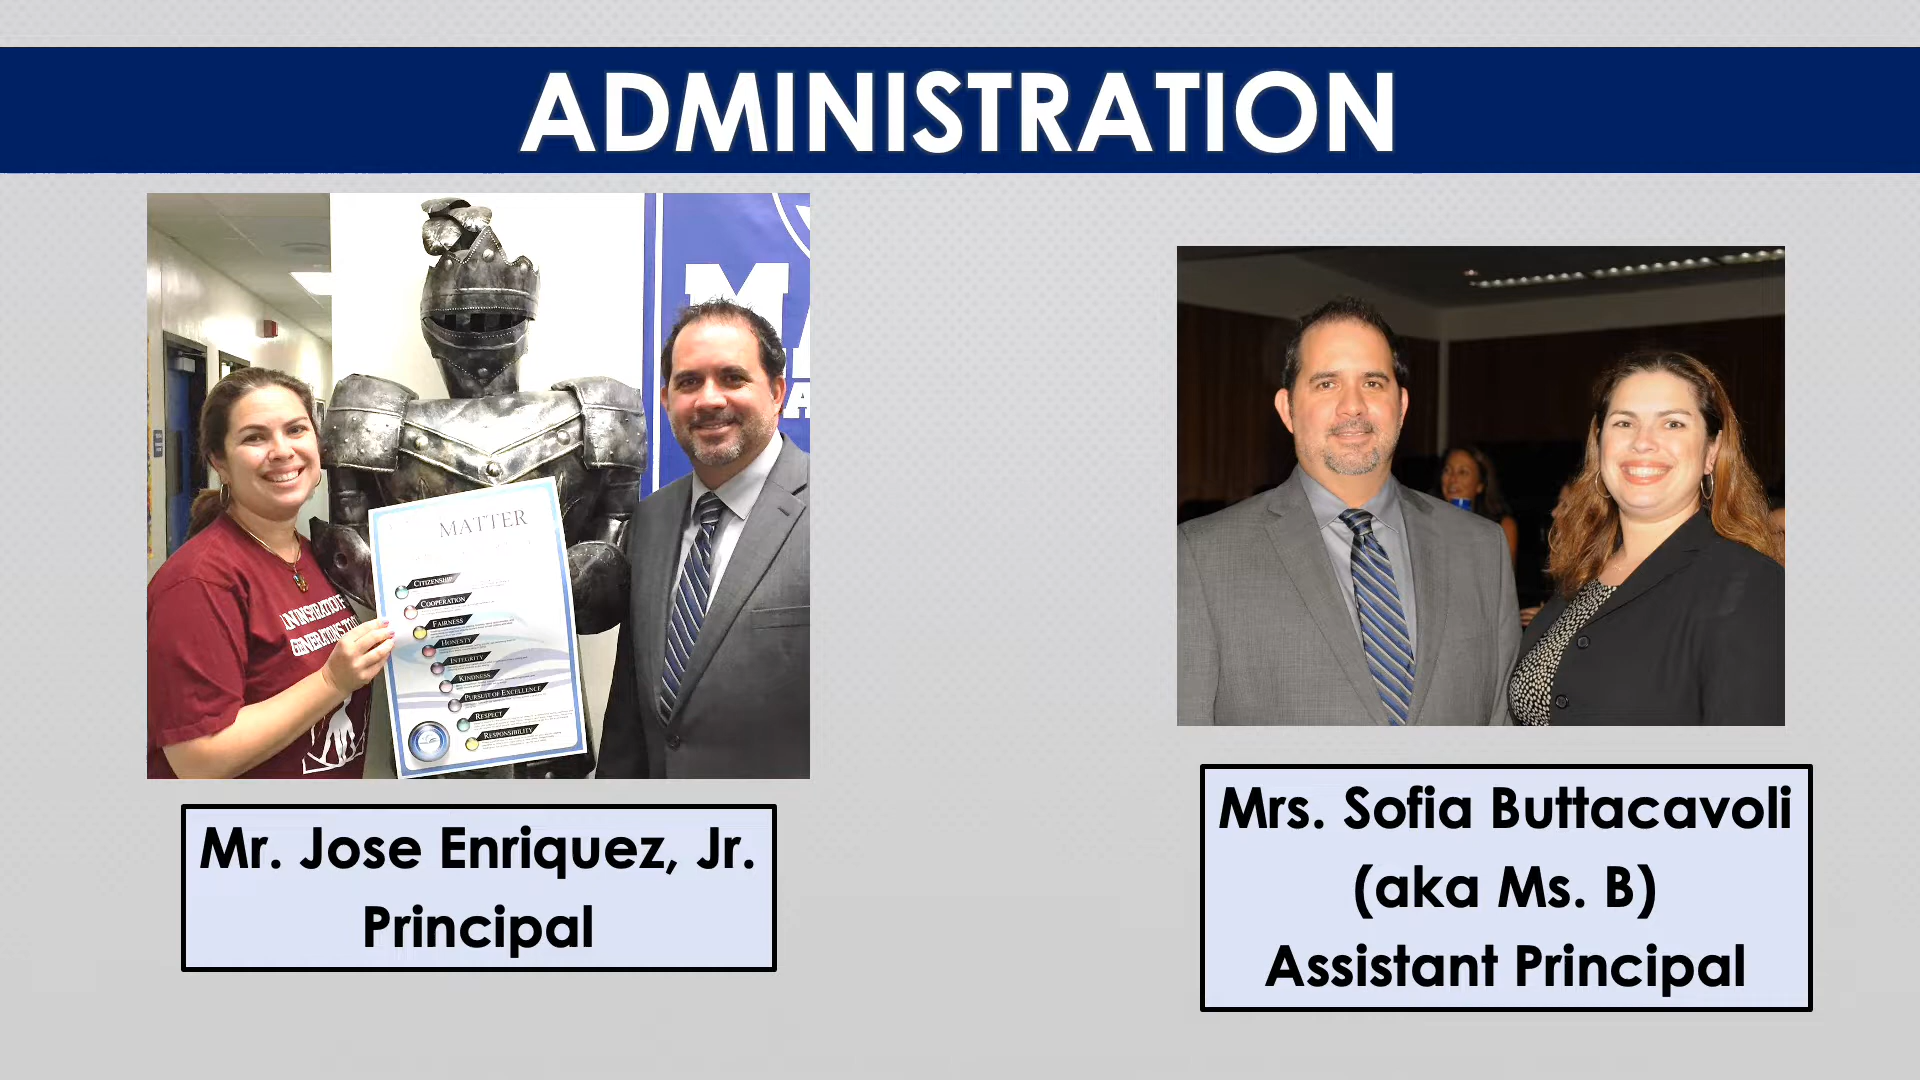 ADMINISTRATION
MATTER
CITIZENSHIP
COOPERATION
FAIRNESS
HONESTY
INTEGRITY
KINDNESS
PURSUIT OF EXCELLENCE
RESPECT
RESPONSIBILITY
Mr. Jose Enriquez, Jr.
Principal
Mrs. Sofia Buttacavoli
(aka Ms. B)
Assistant Principal